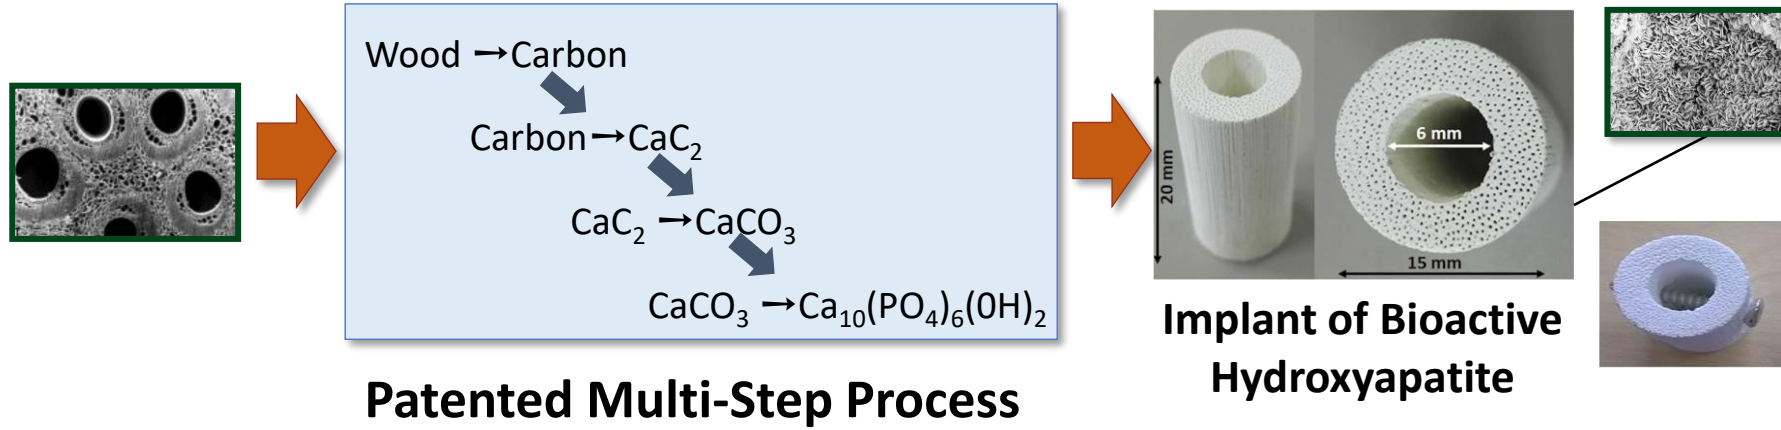 Wood → Carbon
Carbon → CaC₂
CaC₂ → CaCO₃
CaCO₃ → Ca₁₀(PO₄)₆(0H)₂
Patented Multi-Step Process
20 mm
6 mm
15 mm
Implant of Bioactive
Hydroxyapatite